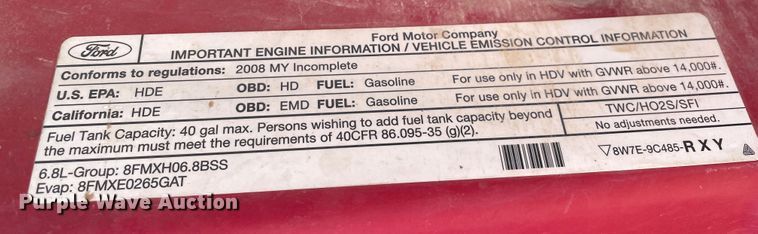 Ford
Ford Motor Company
IMPORTANT ENGINE INFORMATION / VEHICLE EMISSION CONTROL INFORMATION
Conforms to regulations: 2008 MY Incomplete
U.S. EPA: HDE OBD: HD FUEL: Gasoline For use only in HDV with GVWR above 14,000#.
California: HDE OBD: EMD FUEL: Gasoline For use only in HDV with GVWR above 14,000#.
Fuel Tank Capacity: 40 gal max. Persons wishing to add fuel tank capacity beyond
the maximum must meet the requirements of 40CFR 86.095-35 (g)(2).
TWC/HO2S/SFI
No adjustments needed.
6.8L-Group: 8FMXH06.8BSS
Evap: 8FMXE0265GAT
8W7E-9C485-RXY
Purple Wave Auction